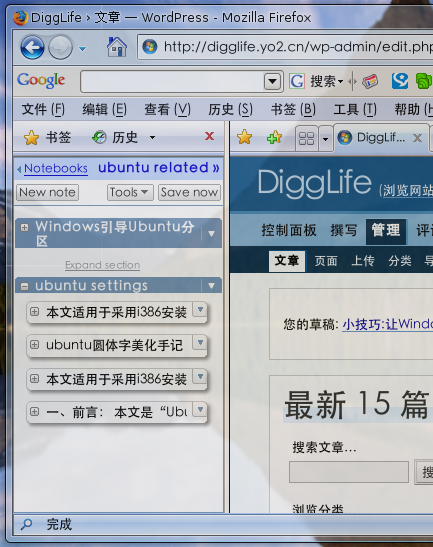 DiggLife › 文章 — WordPress - Mozilla Firefox
http://digglife.yo2.cn/wp-admin/edit.php
Google
G 搜索
文件 (F) 编辑 (E) 查看 (V) 历史 (S) 书签 (B) 工具 (T) 帮助
书签 历史 x
DiggLif...
Notebooks ubuntu related »
New note Tools Save now
Windows引导Ubuntu分
区
Expand section
ubuntu settings
本文适用于采用i386安装
ubuntu圆体字美化手记
本文适用于采用i386安装
一、前言： 本文是“Ubu
DiggLife (浏览网站
控制面板 撰写 管理 评论
文章 页面 上传 分类
您的草稿: 小技巧:让Windo
最新 15 篇
搜索文章...
搜
浏览分类
完成